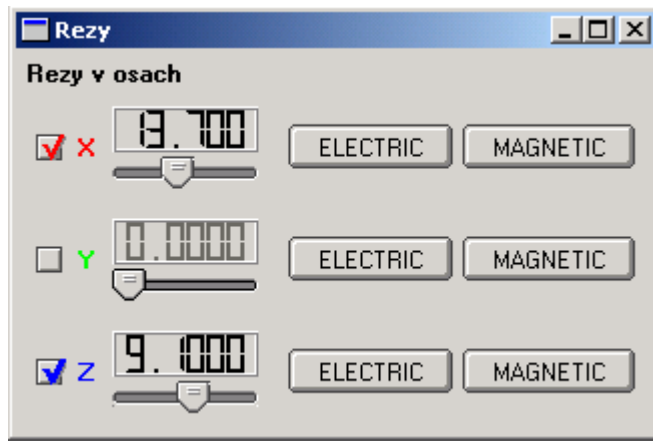 Rezy
Rezy v osach
X 13.700 ELECTRIC MAGNETIC
Y 0.0000 ELECTRIC MAGNETIC
Z 9.1000 ELECTRIC MAGNETIC